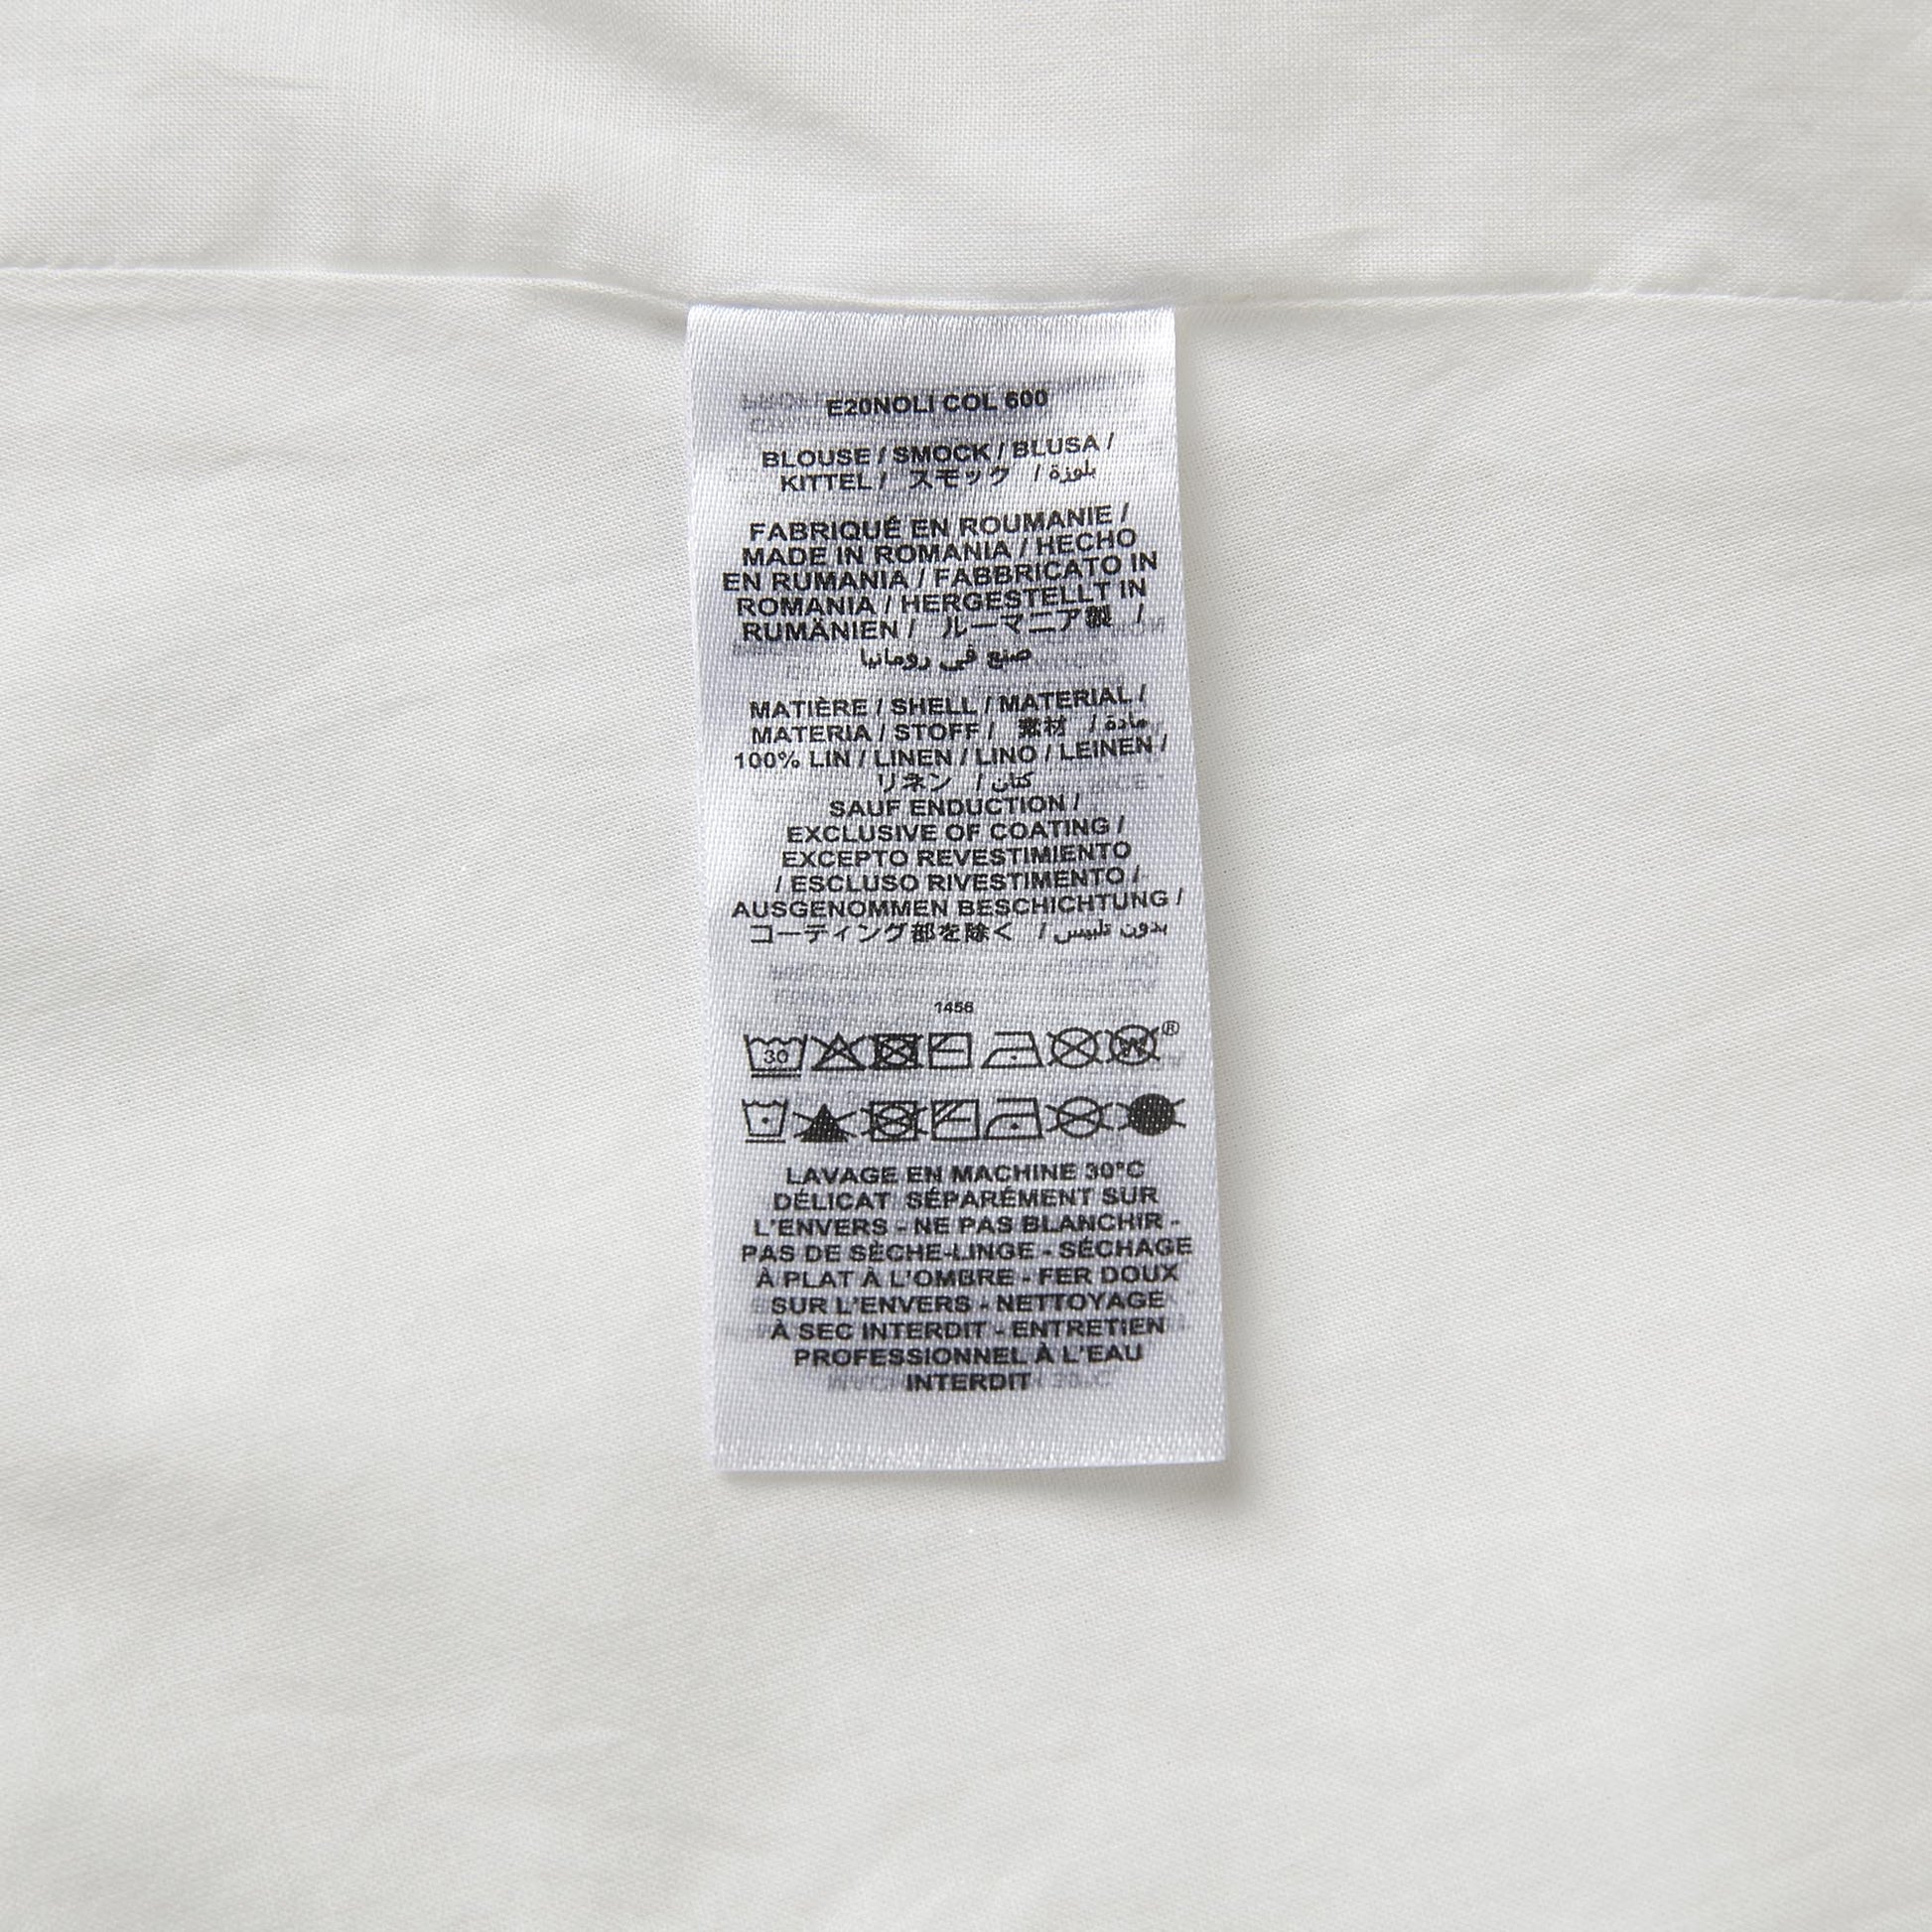 E20NOLI COL 600
BLOUSE / SMOCK / BLUSA /
KITTEL / スモック / بلوزة
FABRIQUÉ EN ROUMANIE /
MADE IN ROMANIA / HECHO
EN RUMANIA / FABBRICATO IN
ROMANIA / HERGESTELLT IN
RUMÄNIEN / ルーマニア製 /
صنع في رومانيا
MATIÈRE / SHELL / MATERIAL /
MATERIA / STOFF / 素材 / مادة
100% LIN / LINEN / LINO / LEINEN /
リネン / كتان
SAUF ENDUCTION /
EXCLUSIVE OF COATING /
EXCEPTO REVESTIMIENTO
/ ESCLUSO RIVESTIMENTO /
AUSGENOMMEN BESCHICHTUNG /
コーティング部を除く / بدون تلبيس
1456
30 W ®
LAVAGE EN MACHINE 30°C
DÉLICAT SÉPARÉMENT SUR
L'ENVERS - NE PAS BLANCHIR -
PAS DE SÈCHE-LINGE - SÉCHAGE
À PLAT À L'OMBRE - FER DOUX
SUR L'ENVERS - NETTOYAGE
À SEC INTERDIT - ENTRETIEN
PROFESSIONNEL À L'EAU
INTERDIT